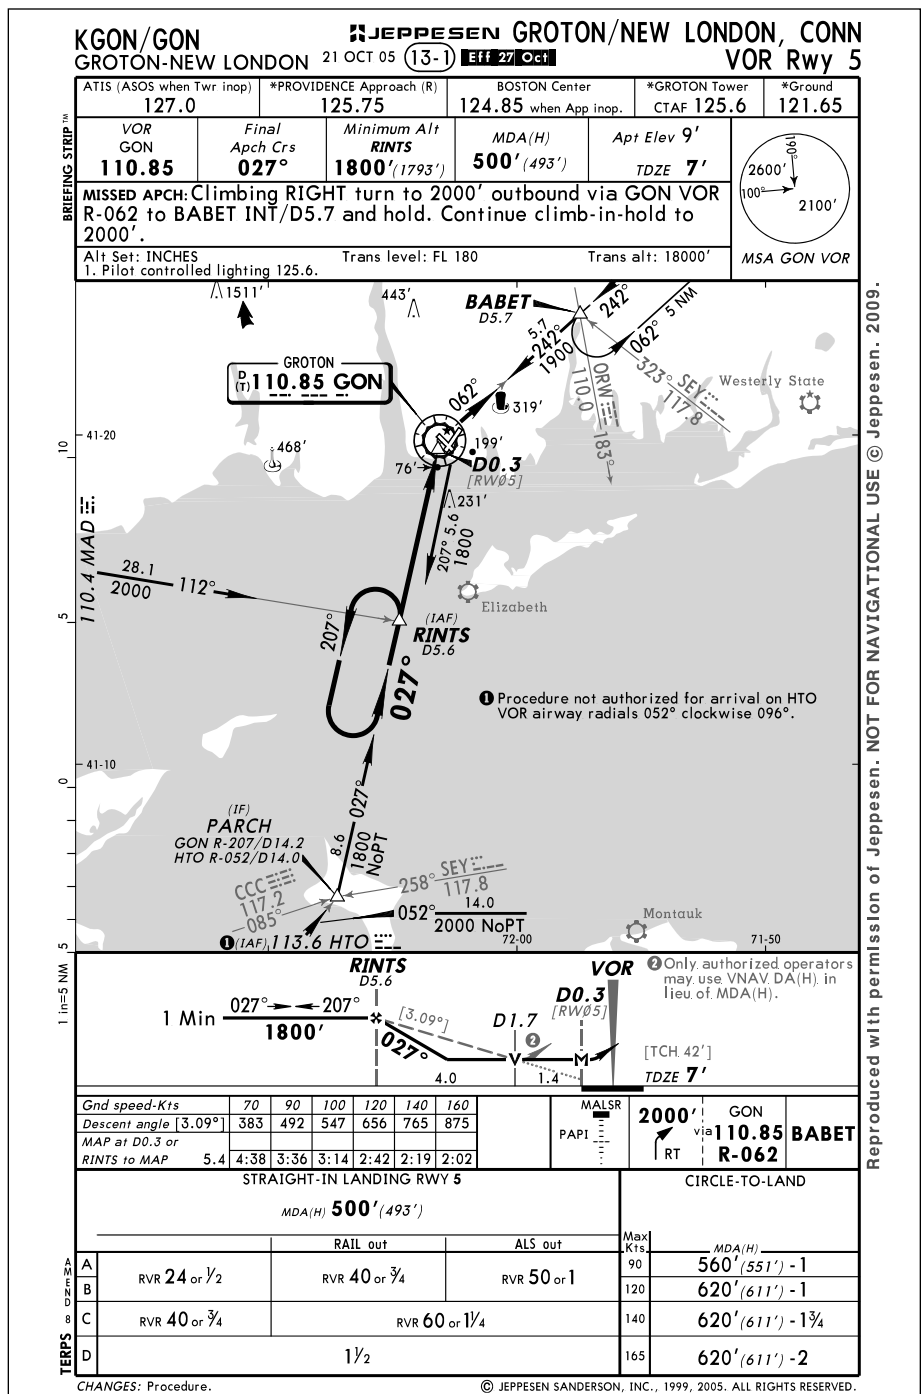 KGON/GON
GROTON-NEW LONDON
JEPPESEN
21 OCT 05
13-1
Eff 27 Oct
GROTON/NEW LONDON, CONN
VOR Rwy 5
BRIEFING STRIP TM
ATIS (ASOS when Twr inop)
127.0
*PROVIDENCE Approach (R)
125.75
BOSTON Center
124.85 when App inop.
*GROTON Tower
CTAF 125.6
*Ground
121.65
VOR
GON
110.85
Final
Apch Crs
027°
Minimum Alt
RINTS
1800' (1793')
MDA(H)
500' (493')
Apt Elev 9'
TDZE 7'
MISSED APCH: Climbing RIGHT turn to 2000' outbound via GON VOR
R-062 to BABET INT/D5.7 and hold. Continue climb-in-hold to
2000'.
Alt Set: INCHES
Trans level: FL 180
Trans alt: 18000'
1. Pilot controlled lighting 125.6.
190°
2600'
100°
2100'
MSA GON VOR
1511'
443'
BABET
D5.7
242°
5 NM
062°
5.7
242°
1900
GROTON
D
(T) 110.85 GON
062°
319'
ORW
110.0
183°
323° SEY
117.8
Westerly State
10
41-20
468'
199'
76'
D0.3
[RW05]
231'
207° 5.6
1800
110.4 MAD
28.1
2000
112°
5
Elizabeth
(IAF)
RINTS
D5.6
207°
027°
1 Procedure not authorized for arrival on HTO
VOR airway radials 052° clockwise 096°.
41-10
0
027°
8.6
1800
NoPT
(IF)
PARCH
GON R-207/D14.2
HTO R-052/D14.0
CCC
117.2
085°
258° SEY
117.8
052°
14.0
2000 NoPT
1 (IAF) 113.6 HTO
Montauk
5
72-00
71-50
1 in=5 NM
RINTS
D5.6
VOR
2 Only authorized operators
may use VNAV DA(H) in
lieu of MDA(H).
D0.3
[RW05]
027° 207°
1 Min
1800'
[3.09°]
D1.7
2
027°
V
M
[TCH 42']
4.0
1.4
TDZE 7'
Gnd speed-Kts 70 90 100 120 140 160
Descent angle [3.09°] 383 492 547 656 765 875
MAP at D0.3 or
RINTS to MAP 5.4 4:38 3:36 3:14 2:42 2:19 2:02
MALSR
PAPI
2000'
RT
via
GON
110.85
R-062
BABET
STRAIGHT-IN LANDING RWY 5
MDA(H) 500' (493')
RAIL out
ALS out
CIRCLE-TO-LAND
Max
Kts
MDA(H)
A
B
RVR 24 or 1/2
RVR 40 or 3/4
RVR 50 or 1
90 560' (551') - 1
120 620' (611') - 1
C
RVR 40 or 3/4
RVR 60 or 1 1/4
140 620' (611') - 1 3/4
D
1 1/2
165 620' (611') - 2
TERPS
AMEND 8
CHANGES: Procedure.
© JEPPESEN SANDERSON, INC., 1999, 2005. ALL RIGHTS RESERVED.
Reproduced with permission of Jeppesen. NOT FOR NAVIGATIONAL USE © Jeppesen. 2009.